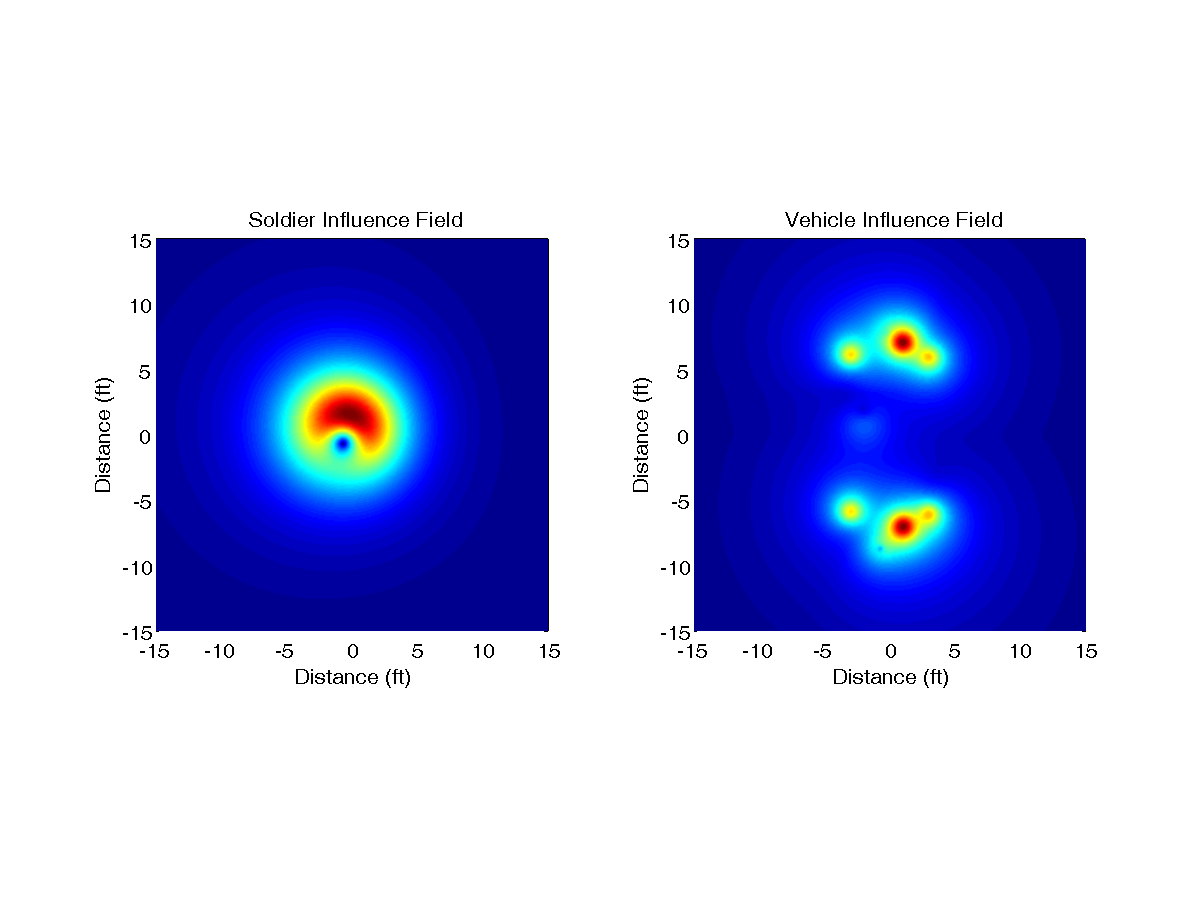 Soldier Influence Field
15
10
5
0
-5
-10
-15
-15 -10 -5 0 5 10 15
Distance (ft)
Distance (ft)
Vehicle Influence Field
15
10
5
0
-5
-10
-15
-15 -10 -5 0 5 10 15
Distance (ft)
Distance (ft)